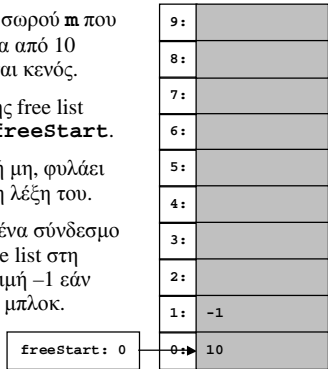 σωρού m που
α από 10
αι κενός.
ς free list
freeStart.
ή μη, φυλάει
η λέξη του.
ένα σύνδεσμο
e list στη
ιμή –1 εάν
μπλοκ.
9:
8:
7:
6:
5:
4:
3:
2:
1: -1
freeStart: 0
0: 10